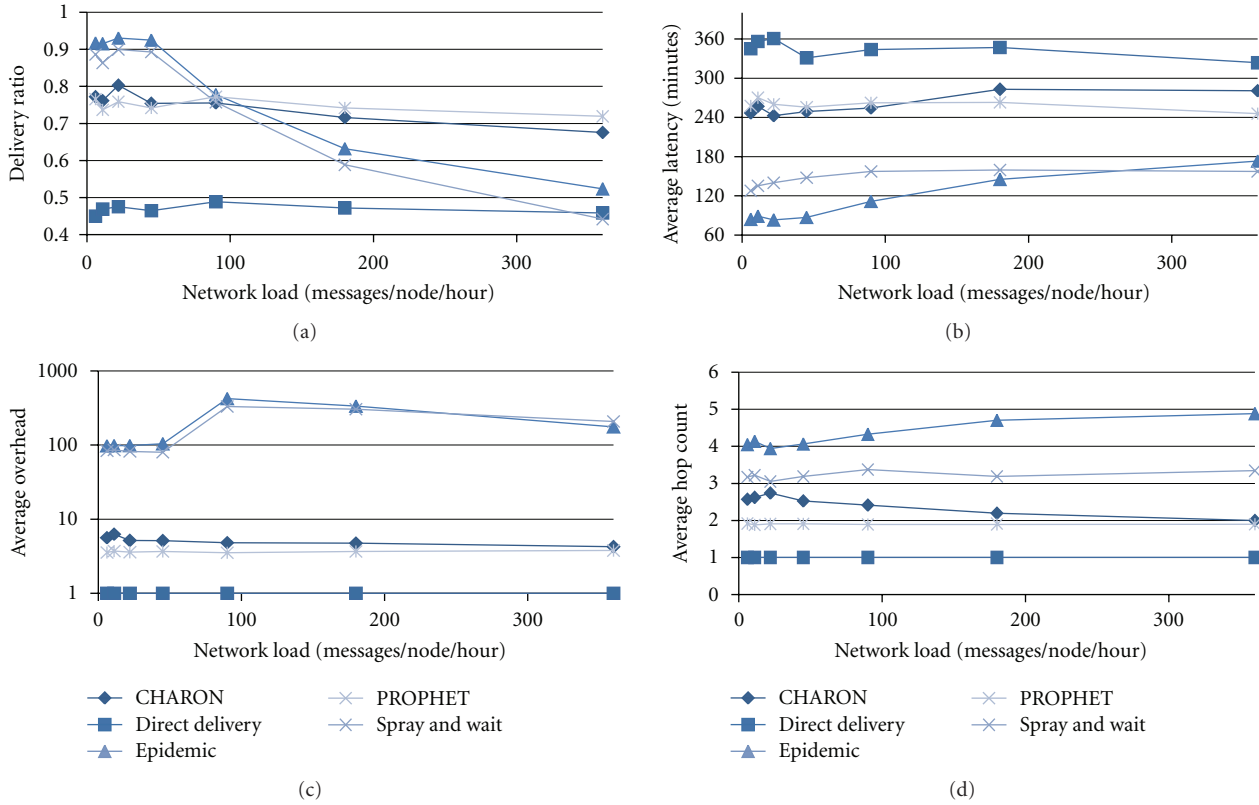 1
0.9
0.8
0.7
0.6
0.5
0.4
Delivery ratio
0
100
200
300
Network load (messages/node/hour)
(a)
360
300
240
180
120
60
Average latency (minutes)
0
100
200
300
Network load (messages/node/hour)
(b)
1000
100
10
1
Average overhead
0
100
200
300
Network load (messages/node/hour)
CHARON
Direct delivery
Epidemic
PROPHET
Spray and wait
(c)
6
5
4
3
2
1
0
Average hop count
0
100
200
300
Network load (messages/node/hour)
CHARON
Direct delivery
Epidemic
PROPHET
Spray and wait
(d)